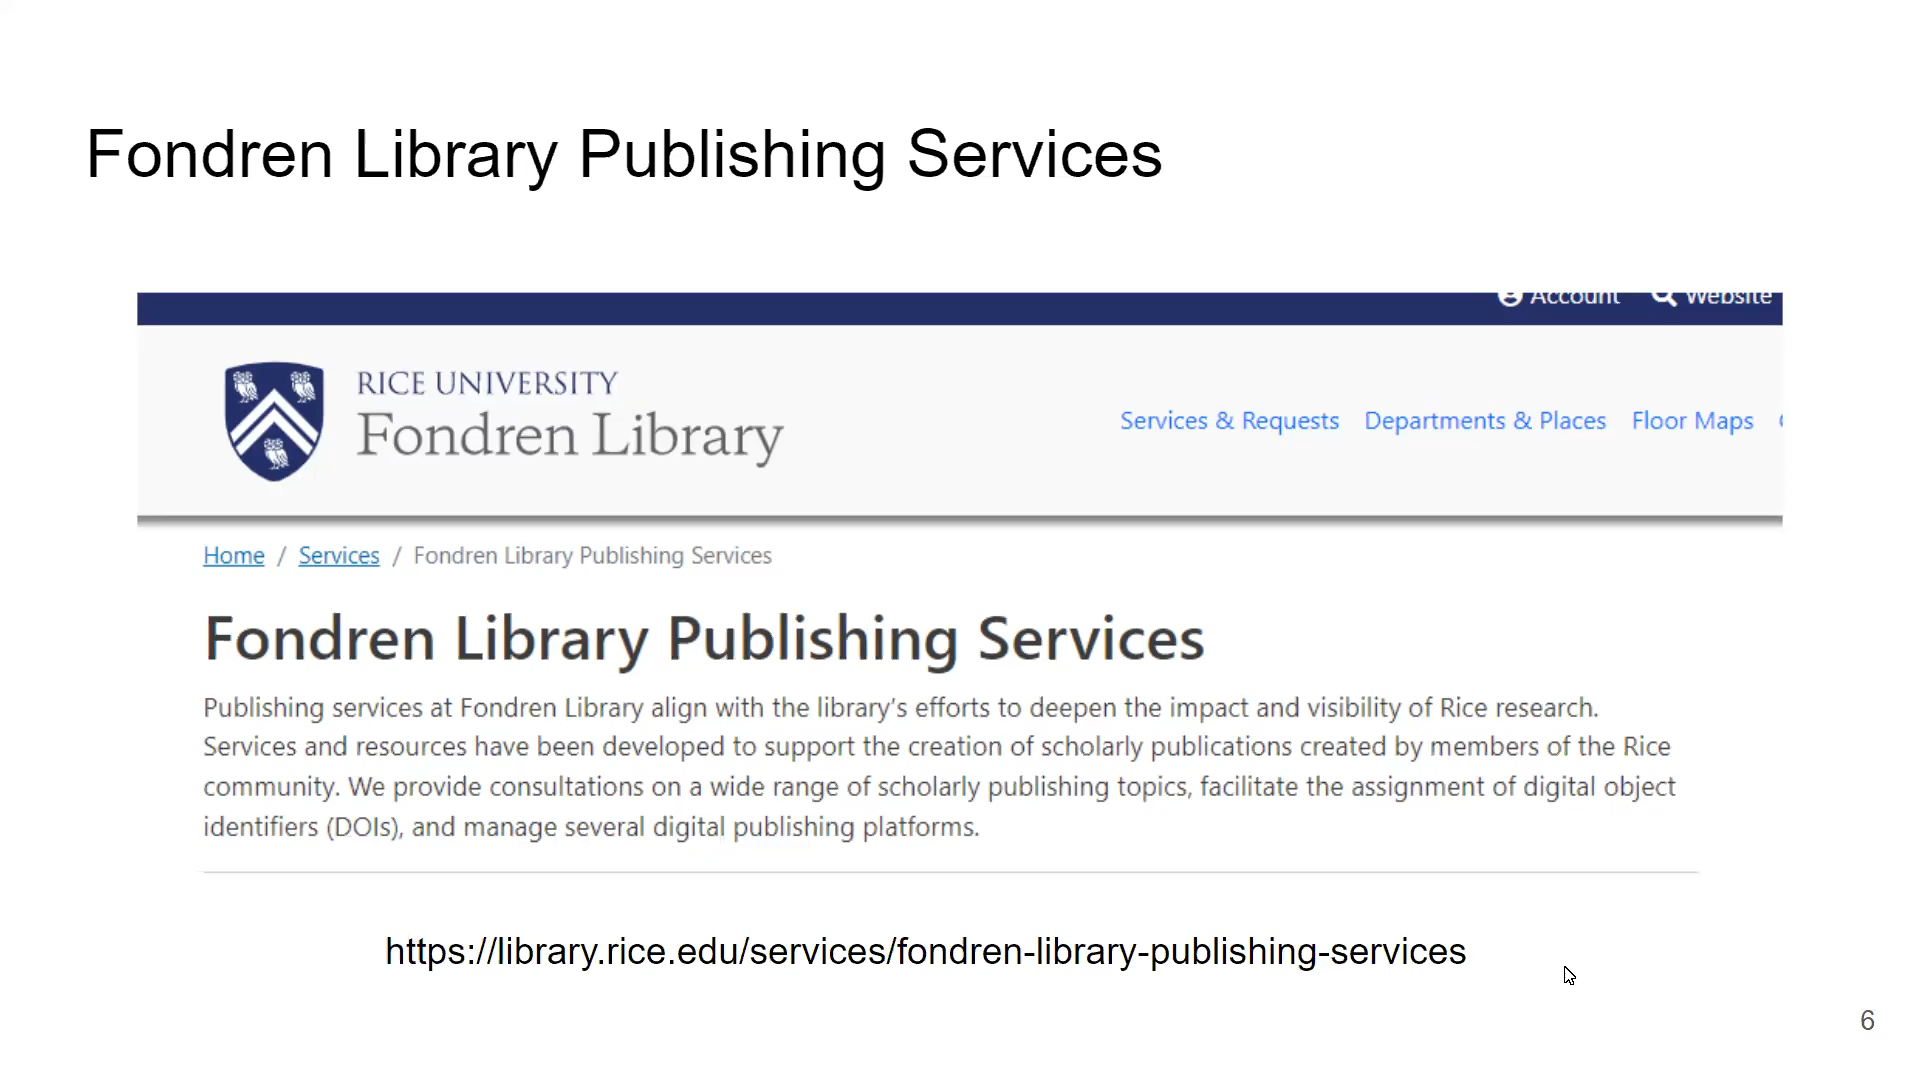 Fondren Library Publishing Services
Account Website
RICE UNIVERSITY
Fondren Library
Services & Requests Departments & Places Floor Maps
Home / Services / Fondren Library Publishing Services
Fondren Library Publishing Services
Publishing services at Fondren Library align with the library’s efforts to deepen the impact and visibility of Rice research.
Services and resources have been developed to support the creation of scholarly publications created by members of the Rice
community. We provide consultations on a wide range of scholarly publishing topics, facilitate the assignment of digital object
identifiers (DOIs), and manage several digital publishing platforms.
https://library.rice.edu/services/fondren-library-publishing-services
6